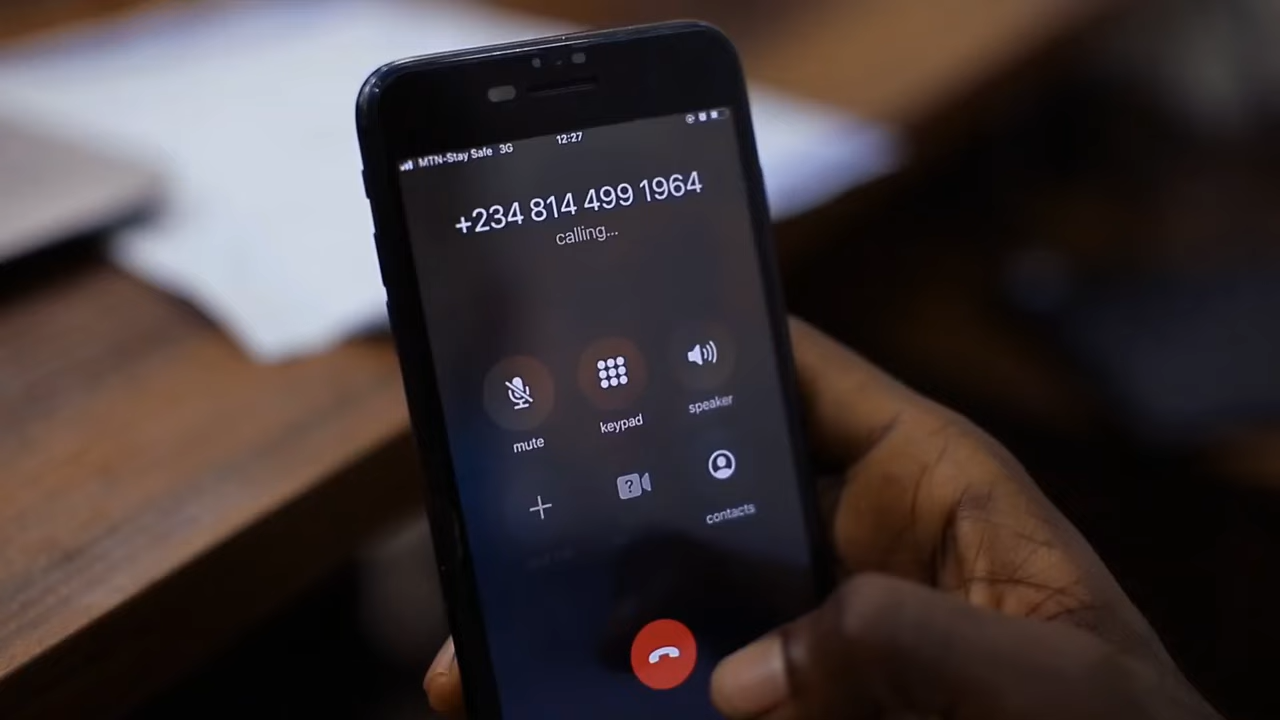 MTN-Stay Safe 3G 12:27
+234 814 499 1964
calling...
mute keypad speaker
contacts